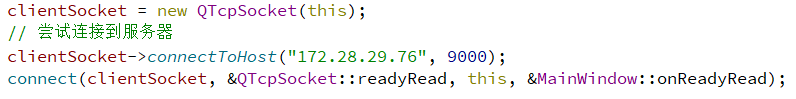 clientSocket = new QTcpSocket(this);
// 尝试连接到服务器
clientSocket->connectToHost("172.28.29.76", 9000);
connect(clientSocket, &QTcpSocket::readyRead, this, &MainWindow::onReadyRead);